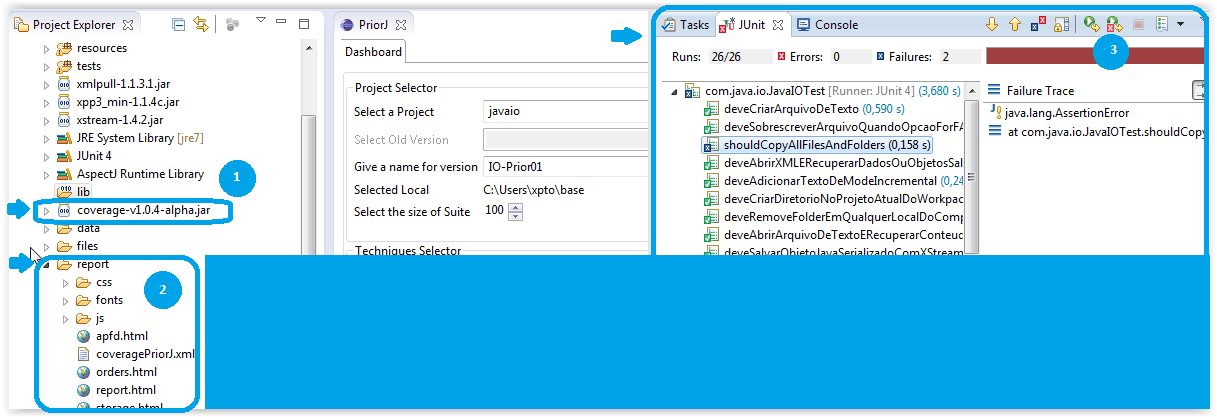 Project Explorer
resources
tests
xmlpull-1.1.3.1.jar
xpp3_min-1.1.4c.jar
xstream-1.4.2.jar
JRE System Library [jre7]
JUnit 4
AspectJ Runtime Library
lib
coverage-v1.0.4-alpha.jar
data
files
report
css
fonts
js
apfd.html
coveragePriorJ.xml
orders.html
report.html
storage.html
1
2
PriorJ
Dashboard
Project Selector
Select a Project javaio
Select Old Version
Give a name for version IO-Prior01
Selected Local C:\Users\xpto\base
Select the size of Suite 100
Techniques Selector
Tasks JUnit Console
3
Runs: 26/26 Errors: 0 Failures: 2
com.java.io.JavaIOTest [Runner: JUnit 4] (3,680 s)
deveCriarArquivoDeTexto (0,590 s)
deveSobrescreverArquivoQuandoOpcaoForFA
shouldCopyAllFilesAndFolders (0,158 s)
deveAbrirXMLERecuperarDadosOuObjetosSal
deveAdicionarTextoDeModeIncremental (0,24
deveCriarDiretorioNoProjetoAtualDoWorkpac
deveRemoveFolderEmQualquerLocalDoComp
deveAbrirArquivoDeTextoERecuperarConteud
deveSalvarObjetoJavaSerializadoComXStream
Failure Trace
java.lang.AssertionError
at com.java.io.JavaIOTest.shouldCopy